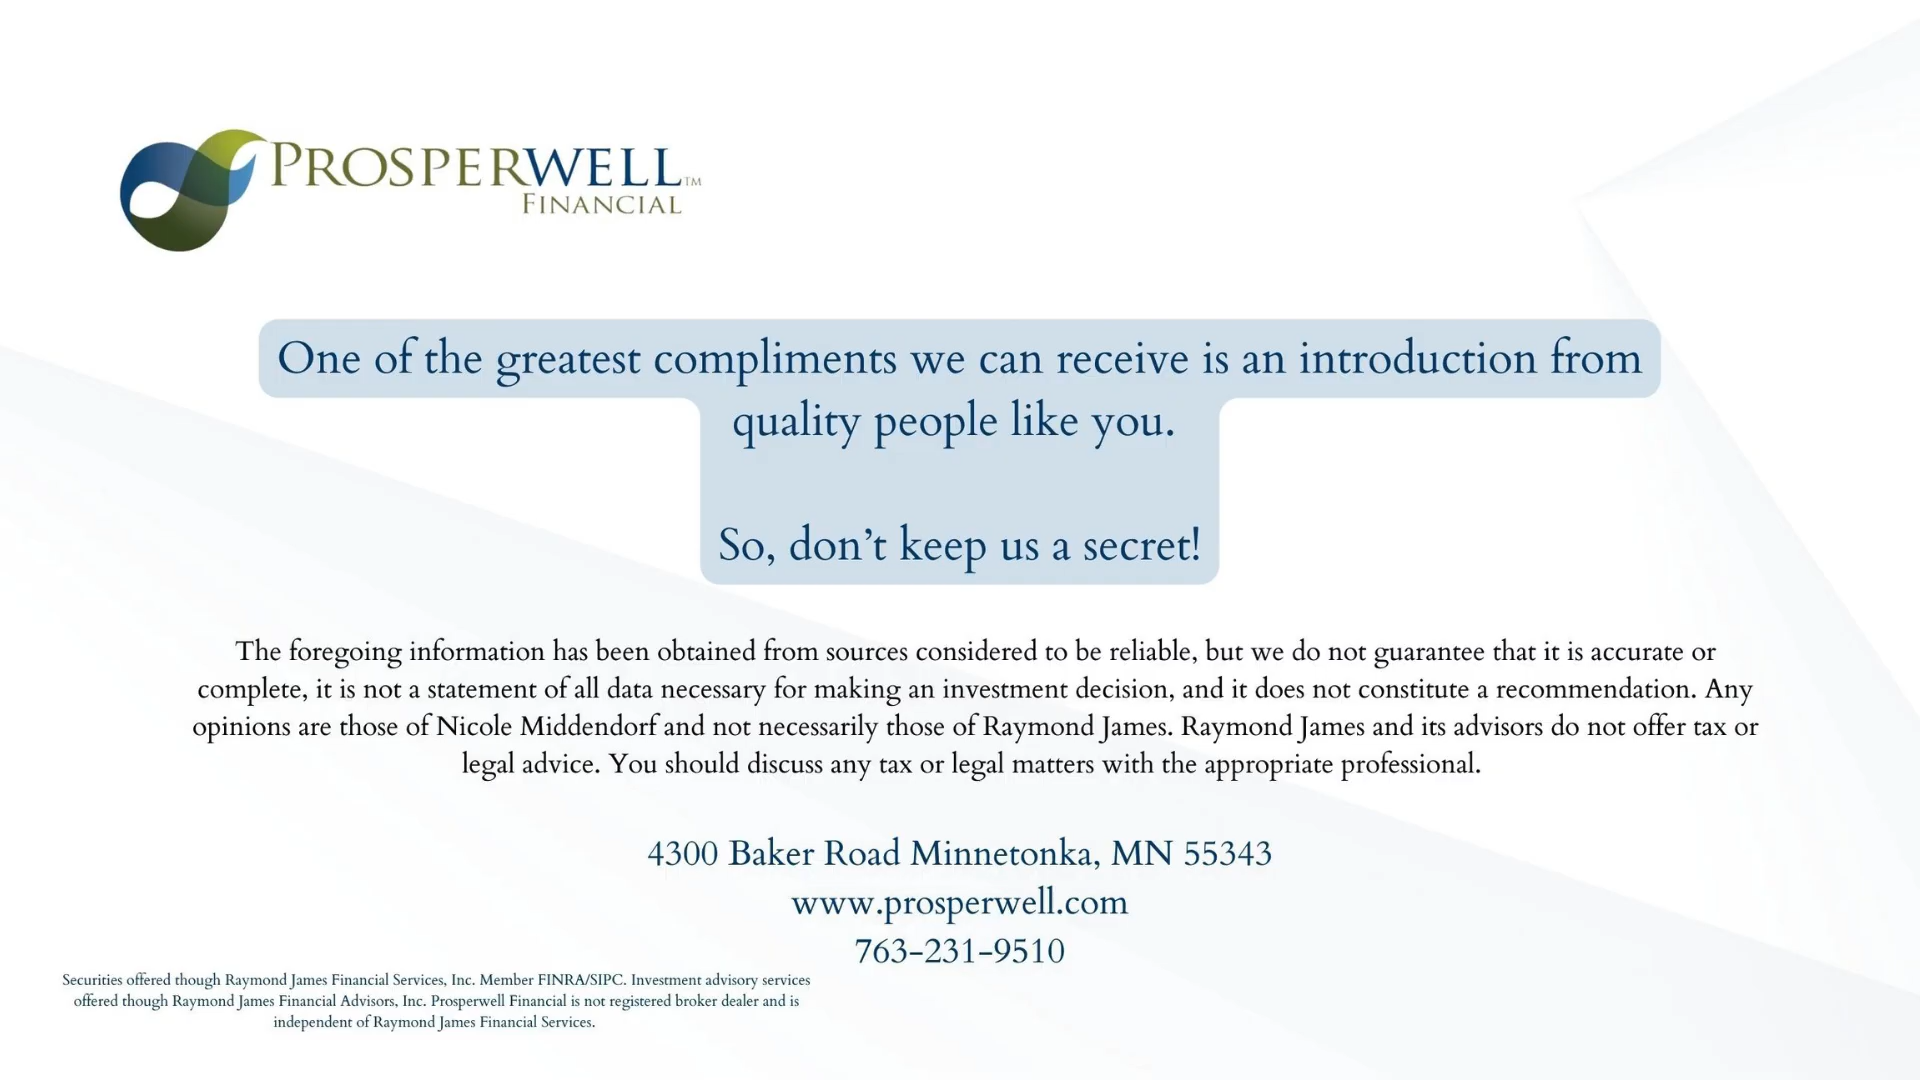 PROSPERWELL™
FINANCIAL
One of the greatest compliments we can receive is an introduction from
quality people like you.
So, don’t keep us a secret!
The foregoing information has been obtained from sources considered to be reliable, but we do not guarantee that it is accurate or
complete, it is not a statement of all data necessary for making an investment decision, and it does not constitute a recommendation. Any
opinions are those of Nicole Middendorf and not necessarily those of Raymond James. Raymond James and its advisors do not offer tax or
legal advice. You should discuss any tax or legal matters with the appropriate professional.
4300 Baker Road Minnetonka, MN 55343
www.prosperwell.com
763-231-9510
Securities offered though Raymond James Financial Services, Inc. Member FINRA/SIPC. Investment advisory services
offered though Raymond James Financial Advisors, Inc. Prosperwell Financial is not registered broker dealer and is
independent of Raymond James Financial Services.